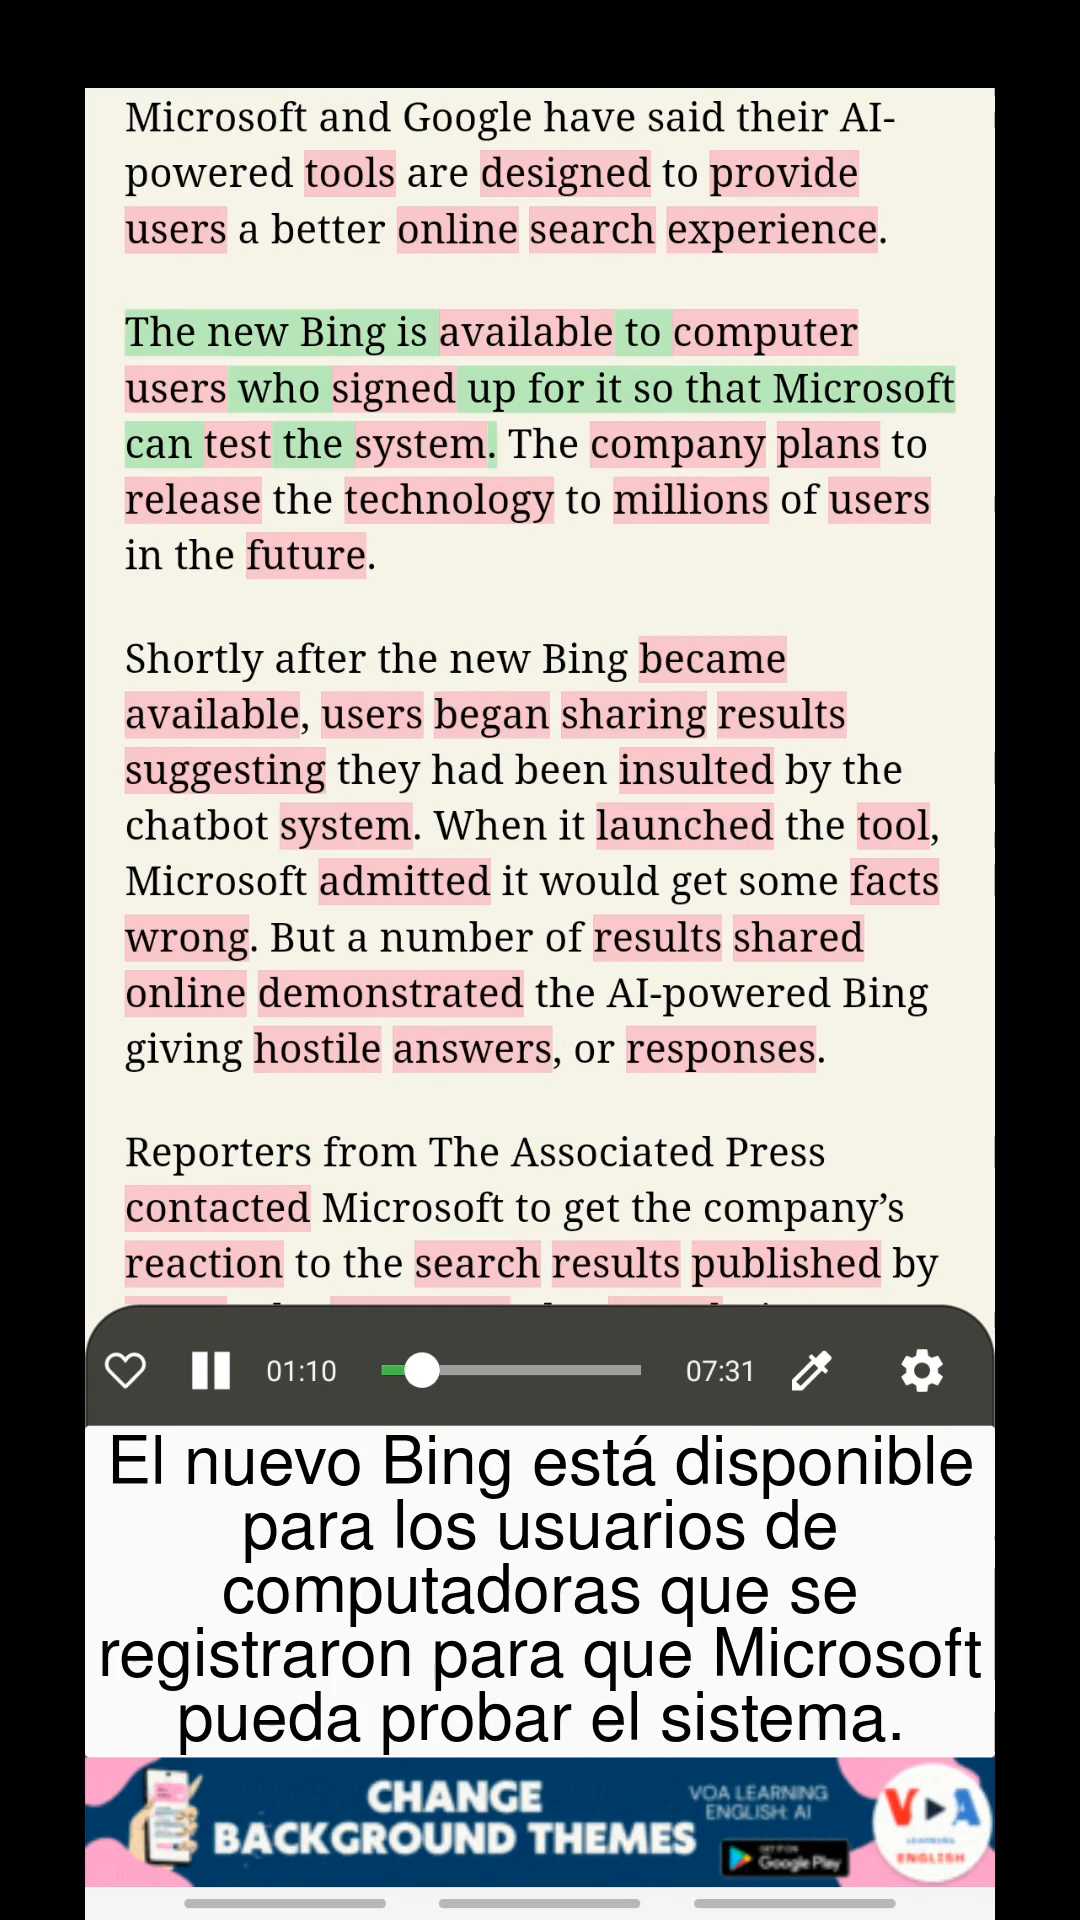 Microsoft and Google have said their AI-
powered tools are designed to provide
users a better online search experience.
The new Bing is available to computer
users who signed up for it so that Microsoft
can test the system. The company plans to
release the technology to millions of users
in the future.
Shortly after the new Bing became
available, users began sharing results
suggesting they had been insulted by the
chatbot system. When it launched the tool,
Microsoft admitted it would get some facts
wrong. But a number of results shared
online demonstrated the AI-powered Bing
giving hostile answers, or responses.
Reporters from The Associated Press
contacted Microsoft to get the company’s
reaction to the search results published by
01:10 07:31
El nuevo Bing está disponible
para los usuarios de
computadoras que se
registraron para que Microsoft
pueda probar el sistema.
CHANGE
BACKGROUND THEMES
VOA LEARNING
ENGLISH: AI
GET IT ON
Google Play
VOA
LEARNING
ENGLISH